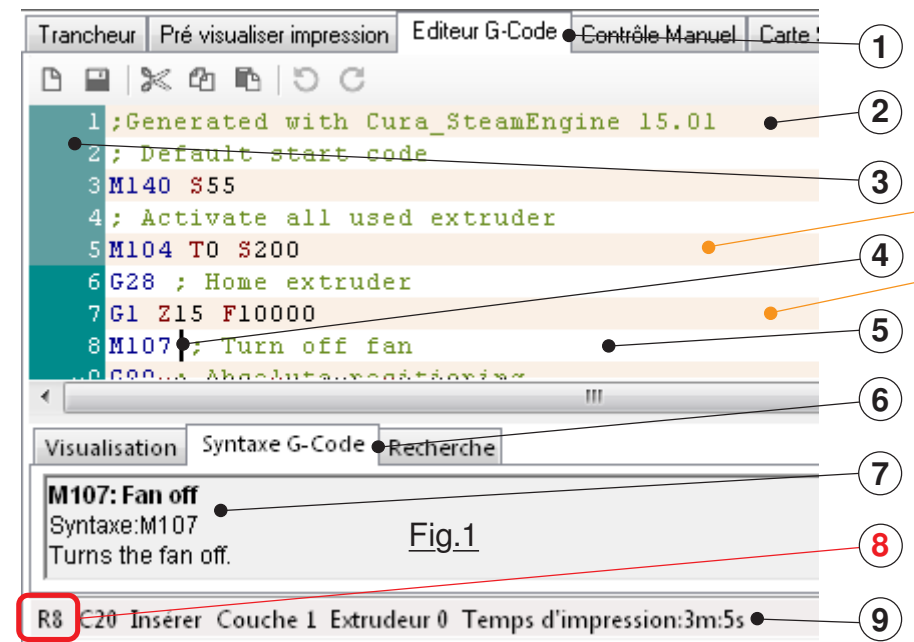 Trancheur Pré visualiser impression Editeur G-Code Contrôle Manuel Carte
1
1 ;Generated with Cura_SteamEngine 15.01
2
2 ; Default start code
3 M140 S55
3
4 ; Activate all used extruder
5 M104 T0 S200
4
6 G28 ; Home extruder
7 G1 Z15 F10000
8 M107 ; Turn off fan
5
6
Visualisation Syntaxe G-Code Recherche
M107: Fan off
7
Syntaxe:M107
Fig.1
Turns the fan off.
8
R8 C20 Insérer Couche 1 Extrudeur 0 Temps d'impression:3m:5s
9